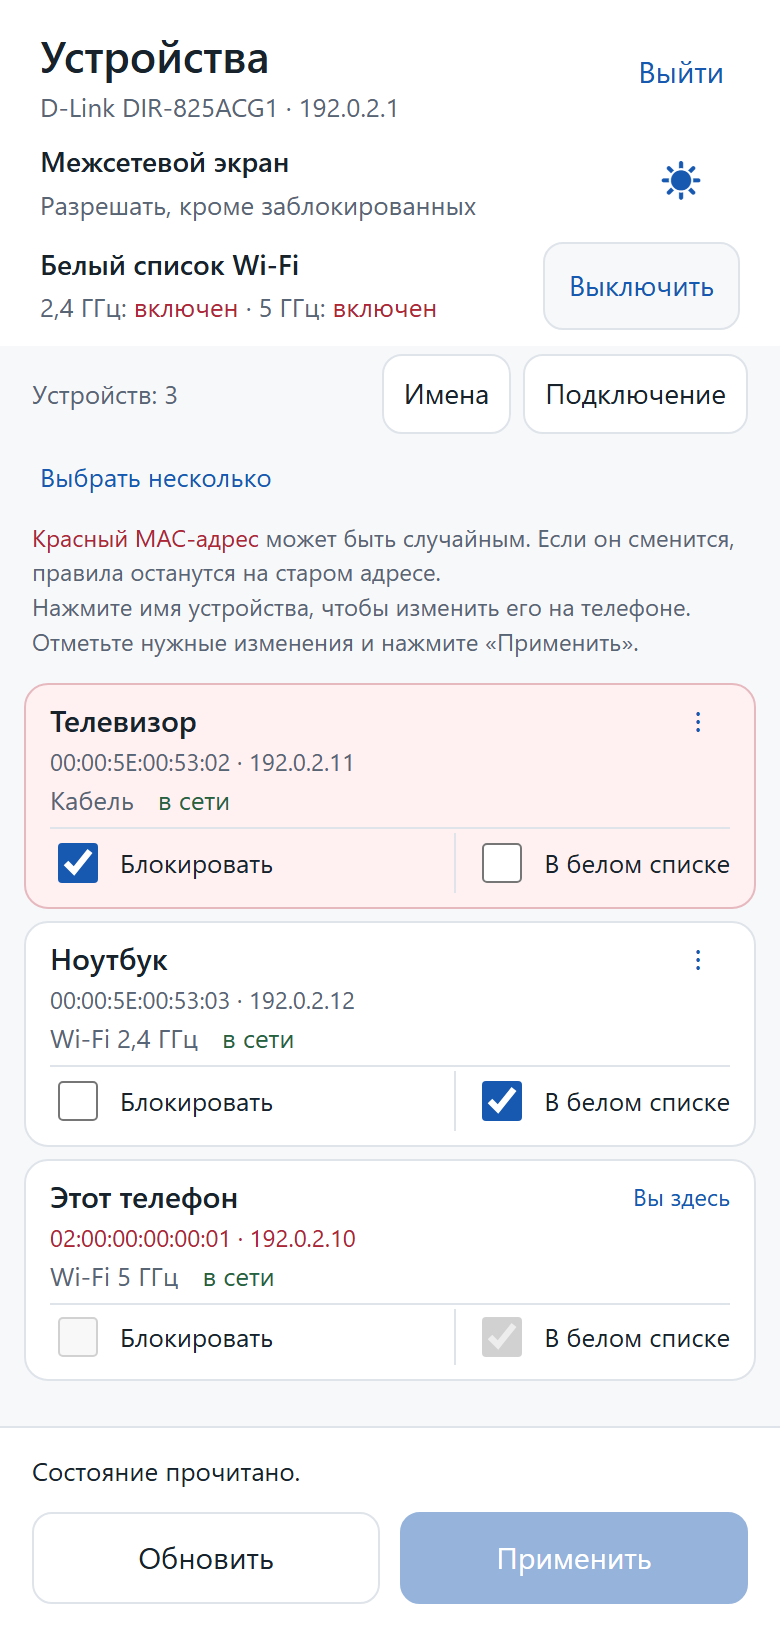 Устройства
Выйти
D-Link DIR-825ACG1 · 192.0.2.1
Межсетевой экран
Разрешать, кроме заблокированных
Белый список Wi-Fi
2,4 ГГц: включен · 5 ГГц: включен
Выключить
Устройств: 3
Имена
Подключение
Выбрать несколько
Красный MAC-адрес может быть случайным. Если он сменится,
правила останутся на старом адресе.
Нажмите имя устройства, чтобы изменить его на телефоне.
Отметьте нужные изменения и нажмите «Применить».
Телевизор
00:00:5E:00:53:02 · 192.0.2.11
Кабель в сети
Блокировать
В белом списке
Ноутбук
00:00:5E:00:53:03 · 192.0.2.12
Wi-Fi 2,4 ГГц в сети
Блокировать
В белом списке
Этот телефон
Вы здесь
02:00:00:00:00:01 · 192.0.2.10
Wi-Fi 5 ГГц в сети
Блокировать
В белом списке
Состояние прочитано.
Обновить
Применить